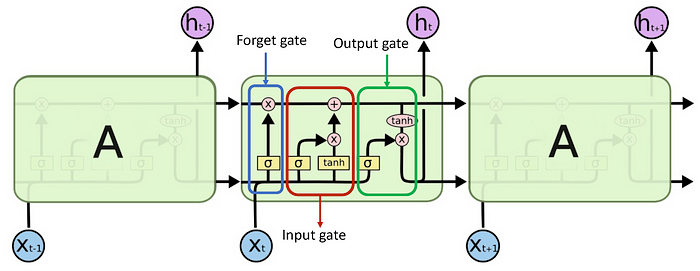 ht-1
ht
ht+1
Forget gate
Output gate
x
+
tanh
x
x
A
σ
σ
tanh
σ
A
Input gate
Xt-1
Xt
Xt+1